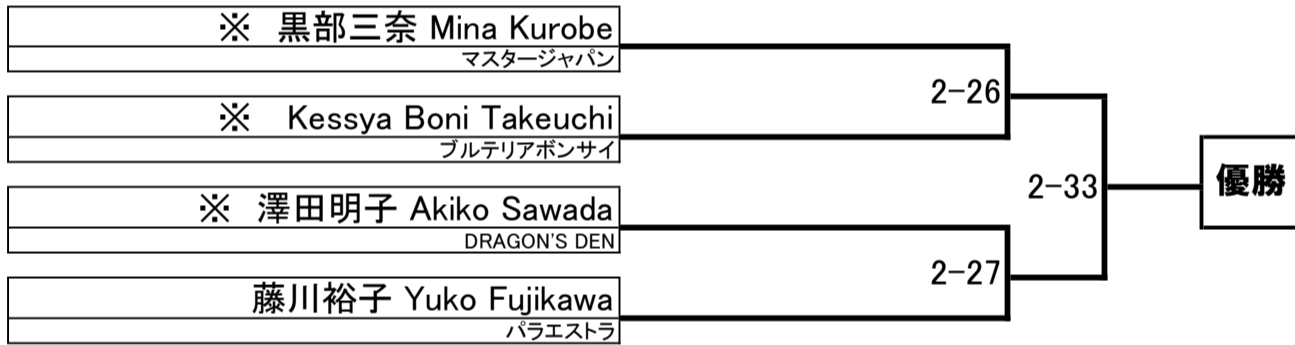 ※ 黒部三奈 Mina Kurobe
マスタージャパン
2-26
※ Kessya Boni Takeuchi
ブルテリアボンサイ
2-33
優勝
※ 澤田明子 Akiko Sawada
DRAGON'S DEN
2-27
藤川裕子 Yuko Fujikawa
パラエストラ